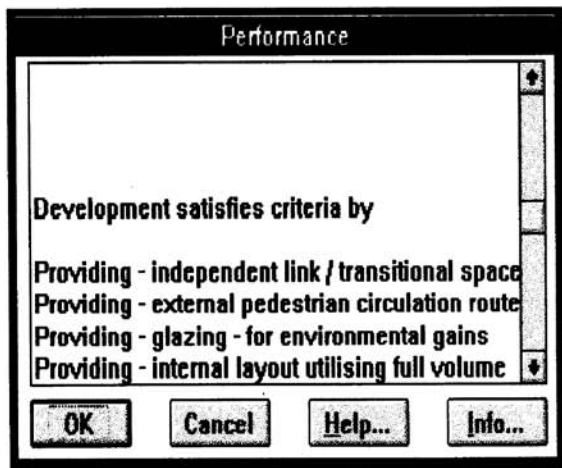 Performance
Development satisfies criteria by
Providing - independent link / transitional space
Providing - external pedestrian circulation route
Providing - glazing - for environmental gains
Providing - internal layout utilising full volume
OK Cancel Help... Info...